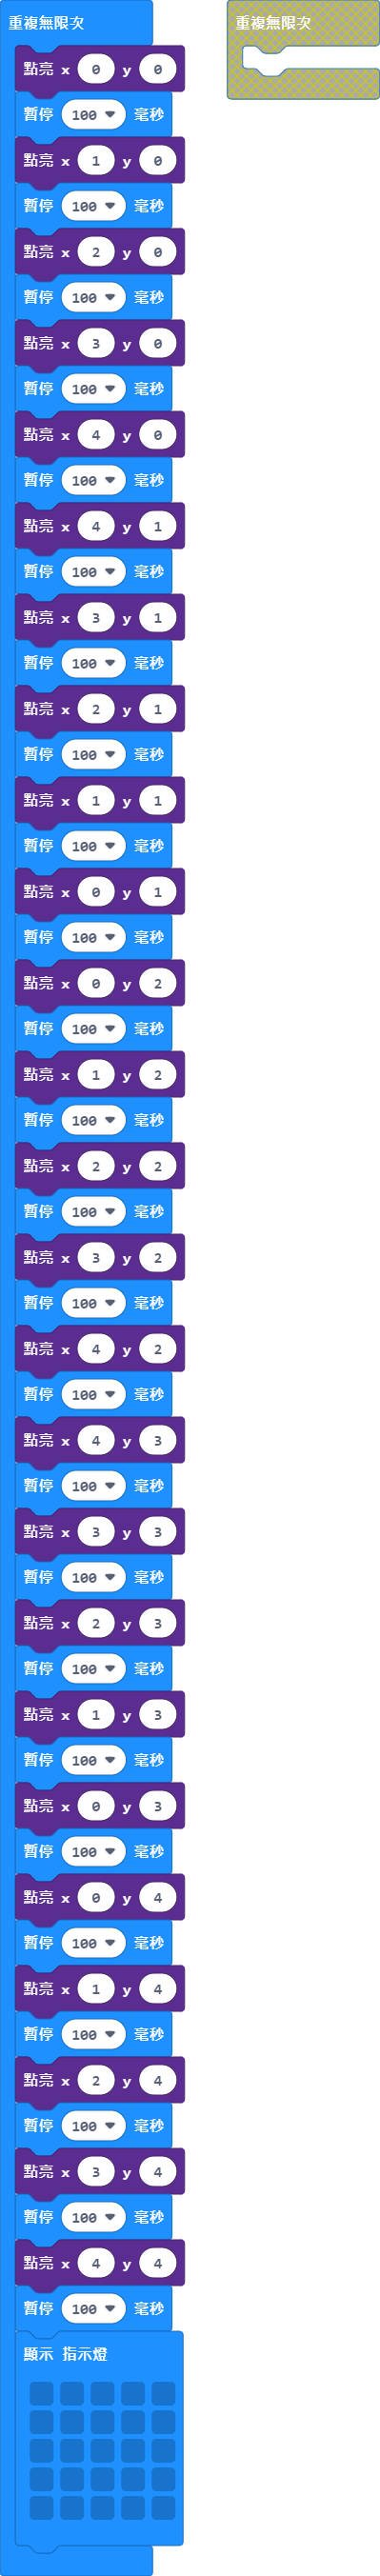 重複無限次
點亮 x 0 y 0
暫停 100 毫秒
點亮 x 1 y 0
暫停 100 毫秒
點亮 x 2 y 0
暫停 100 毫秒
點亮 x 3 y 0
暫停 100 毫秒
點亮 x 4 y 0
暫停 100 毫秒
點亮 x 4 y 1
暫停 100 毫秒
點亮 x 3 y 1
暫停 100 毫秒
點亮 x 2 y 1
暫停 100 毫秒
點亮 x 1 y 1
暫停 100 毫秒
點亮 x 0 y 1
暫停 100 毫秒
點亮 x 0 y 2
暫停 100 毫秒
點亮 x 1 y 2
暫停 100 毫秒
點亮 x 2 y 2
暫停 100 毫秒
點亮 x 3 y 2
暫停 100 毫秒
點亮 x 4 y 2
暫停 100 毫秒
點亮 x 4 y 3
暫停 100 毫秒
點亮 x 3 y 3
暫停 100 毫秒
點亮 x 2 y 3
暫停 100 毫秒
點亮 x 1 y 3
暫停 100 毫秒
點亮 x 0 y 3
暫停 100 毫秒
點亮 x 0 y 4
暫停 100 毫秒
點亮 x 1 y 4
暫停 100 毫秒
點亮 x 2 y 4
暫停 100 毫秒
點亮 x 3 y 4
暫停 100 毫秒
點亮 x 4 y 4
暫停 100 毫秒
顯示 指示燈
重複無限次